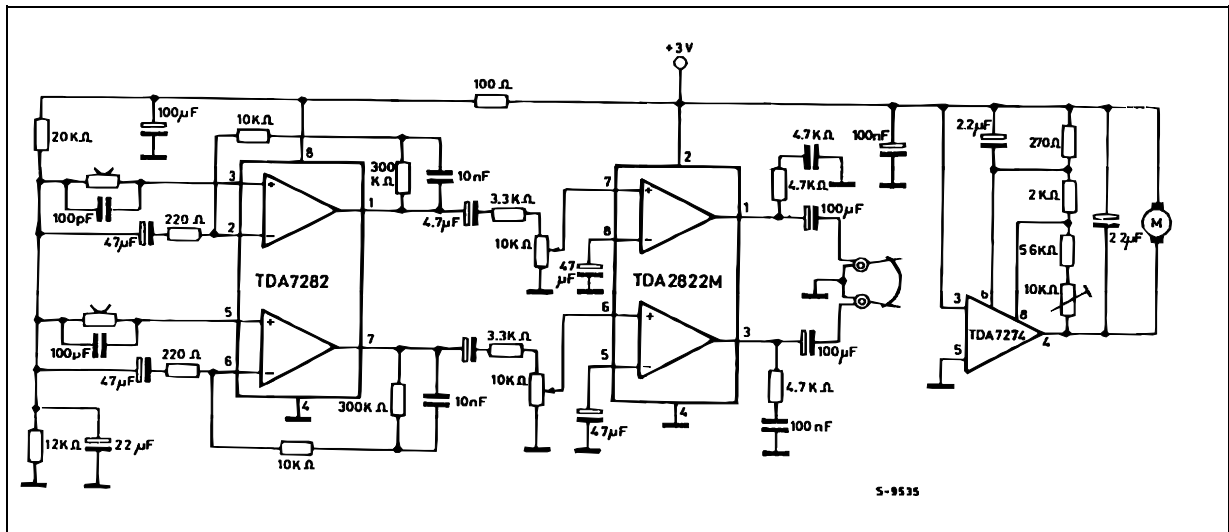 +3V
100Ω
20KΩ
100µF
10KΩ
8
300
KΩ
10nF
3
1
100pF
220Ω
2
47µF
4.7µF
3.3KΩ
10KΩ
TDA7282
5
100µF
220Ω
6
47µF
7
300KΩ
10nF
3.3KΩ
10KΩ
4
12KΩ
22µF
10KΩ
2
7
8
47
µF
TDA2822M
6
5
47µF
4
1
3
4.7KΩ
4.7KΩ
100µF
100µF
4.7KΩ
100nF
100nF
2.2µF
270Ω
2KΩ
56KΩ
10KΩ
2.2µF
M
3
6
8
TDA7274
4
5
S-9535